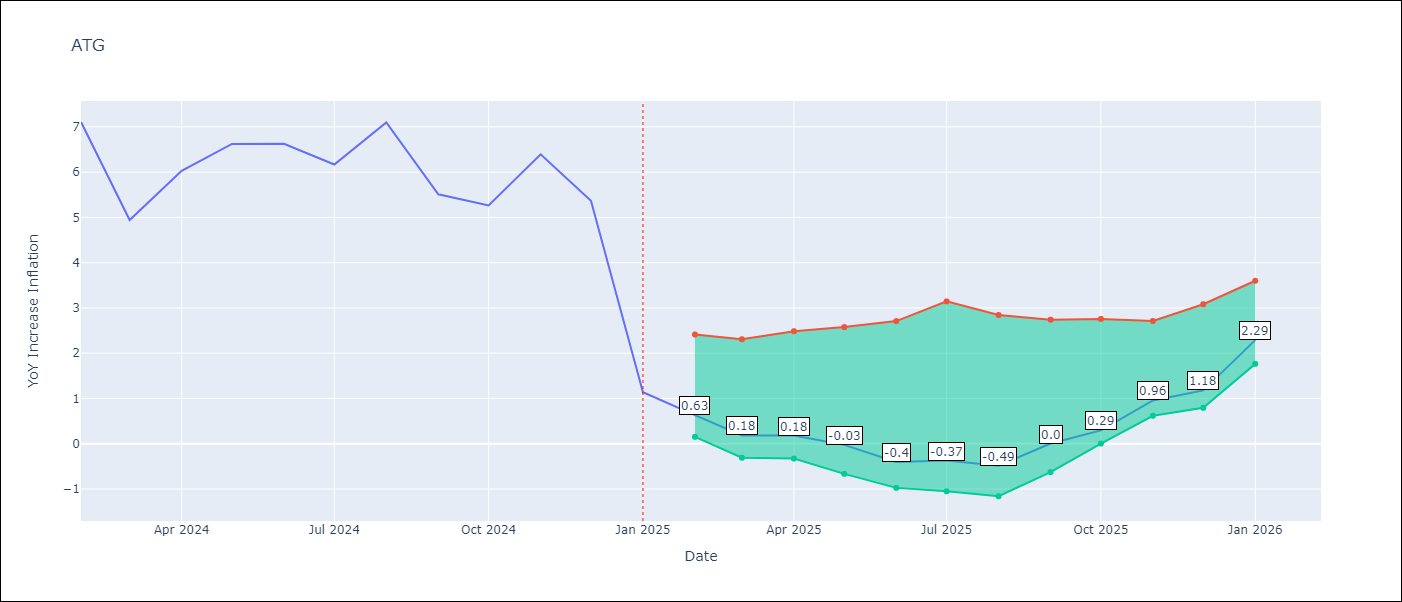 ATG
YoY Increase Inflation
7
6
5
4
3
2
1
0
−1
0.63
0.18
0.18
-0.03
-0.4
-0.37
-0.49
0.0
0.29
0.96
1.18
2.29
Apr 2024
Jul 2024
Oct 2024
Jan 2025
Apr 2025
Jul 2025
Oct 2025
Jan 2026
Date